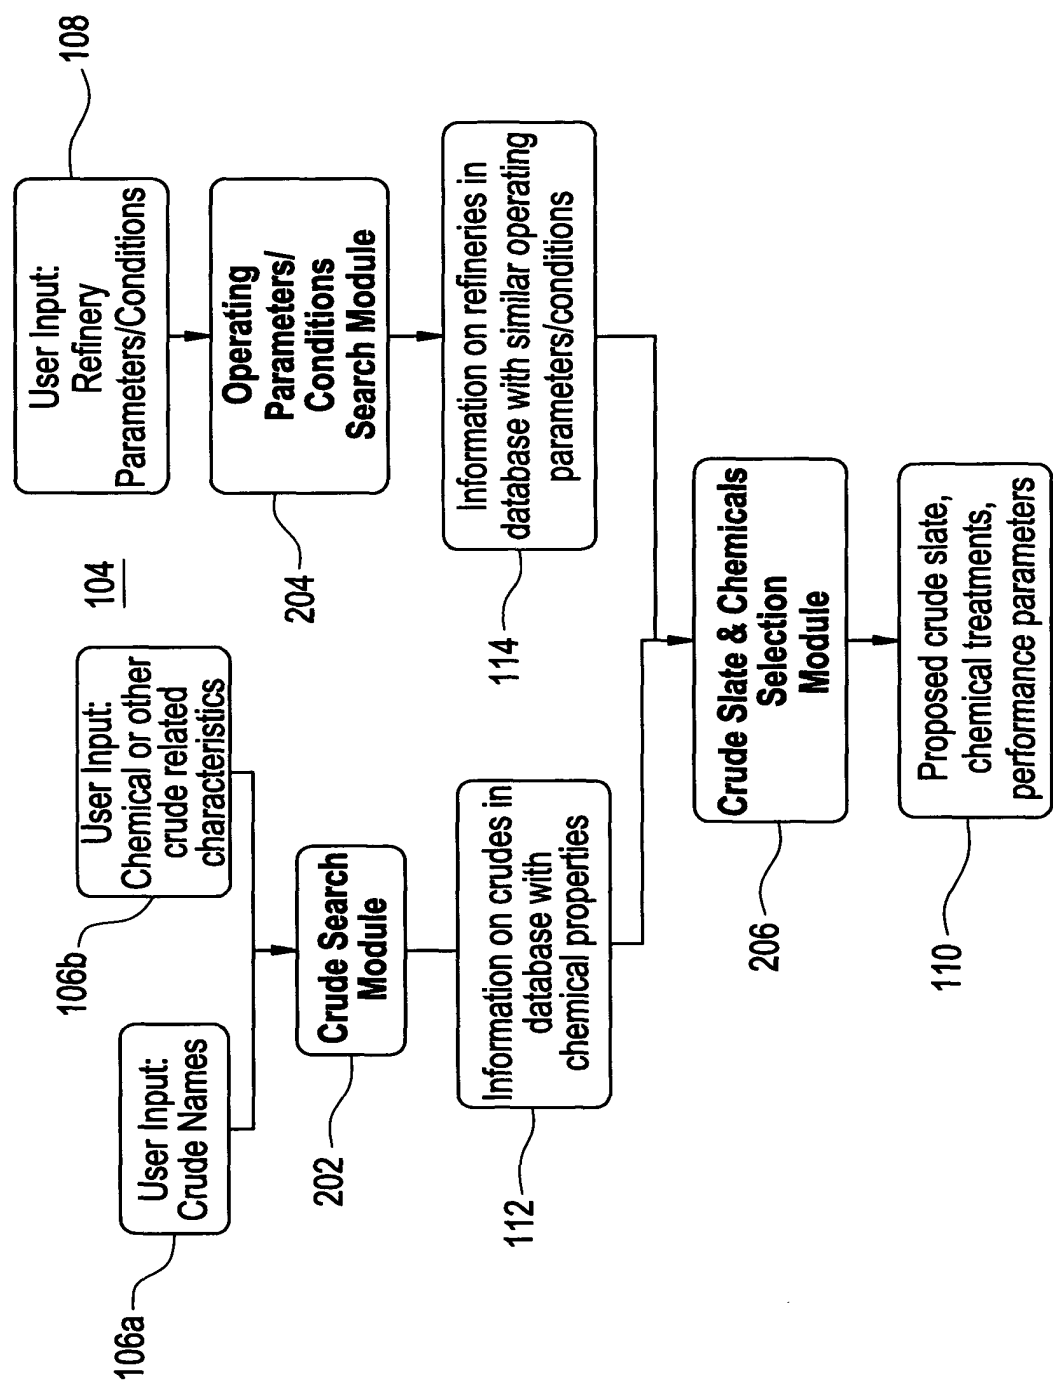 104
User Input:
Crude Names
106a
User Input:
Chemical or other
crude related
characteristics
106b
User Input:
Refinery
Parameters/Conditions
108
Crude Search
Module
202
Operating
Parameters/
Conditions
Search Module
204
Information on crudes in
database with
chemical properties
112
Information on refineries in
database with similar operating
parameters/conditions
114
Crude Slate & Chemicals
Selection
Module
206
Proposed crude slate,
chemical treatments,
performance parameters
110